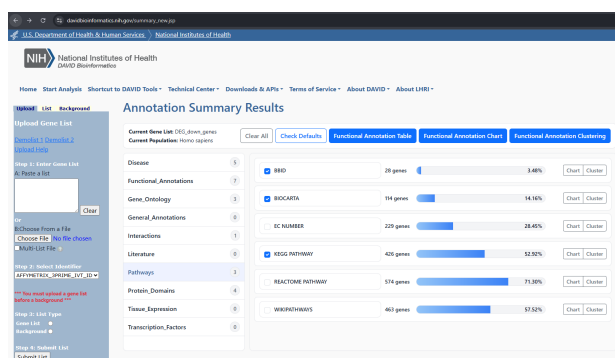 davidbioinformatics.nih.gov/summary_new.jsp
U.S. Department of Health & Human Services | National Institutes of Health
NIH National Institutes of Health
DAVID Bioinformatics
Home Start Analysis Shortcut to DAVID Tools Technical Center Downloads & APIs Terms of Service About DAVID About LHRI
Upload List Background
Upload Gene List
Demolist 1 Demolist 2
Upload Help
Step 1: Enter Gene List
A: Paste a list
Clear
Or
B:Choose From a File
Choose File No file chosen
Multi-List File
Step 2: Select Identifier
AFFYMETRIX_3PRIME_IVT_ID
*** You must upload a gene list
before a background ***
Step 3: List Type
Gene List
Background
Step 4: Submit List
Submit List
Annotation Summary Results
Current Gene List: DEG_down_genes
Current Population: Homo sapiens
Clear All Check Defaults Functional Annotation Table Functional Annotation Chart Functional Annotation Clustering
Disease 5
Functional_Annotations 7
Gene_Ontology 3
General_Annotations 0
Interactions 1
Literature 0
Pathways 3
Protein_Domains 4
Tissue_Expression 0
Transcription_Factors 0
BBID 28 genes 3.48% Chart Cluster
BIOCARTA 114 genes 14.16% Chart Cluster
EC NUMBER 229 genes 28.45% Chart Cluster
KEGG PATHWAY 426 genes 52.92% Chart Cluster
REACTOME PATHWAY 574 genes 71.30% Chart Cluster
WIKIPATHWAYS 463 genes 57.52% Chart Cluster